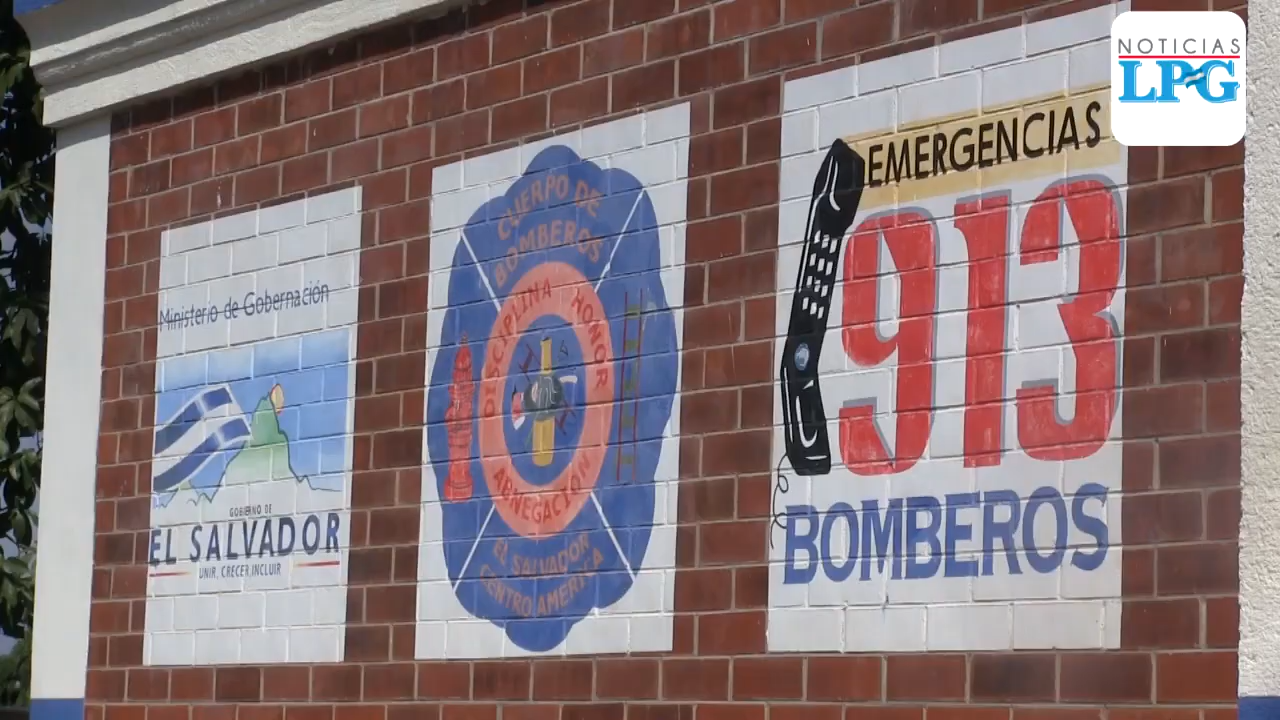 NOTICIAS
LPG
Ministerio de Gobernación
GOBIERNO DE
EL SALVADOR
UNIR, CRECER, INCLUIR
CUERPO DE
BOMBEROS
DISCIPLINA HONOR
ABNEGACIÓN
EL SALVADOR
CENTRO AMERICA
EMERGENCIAS
913
BOMBEROS